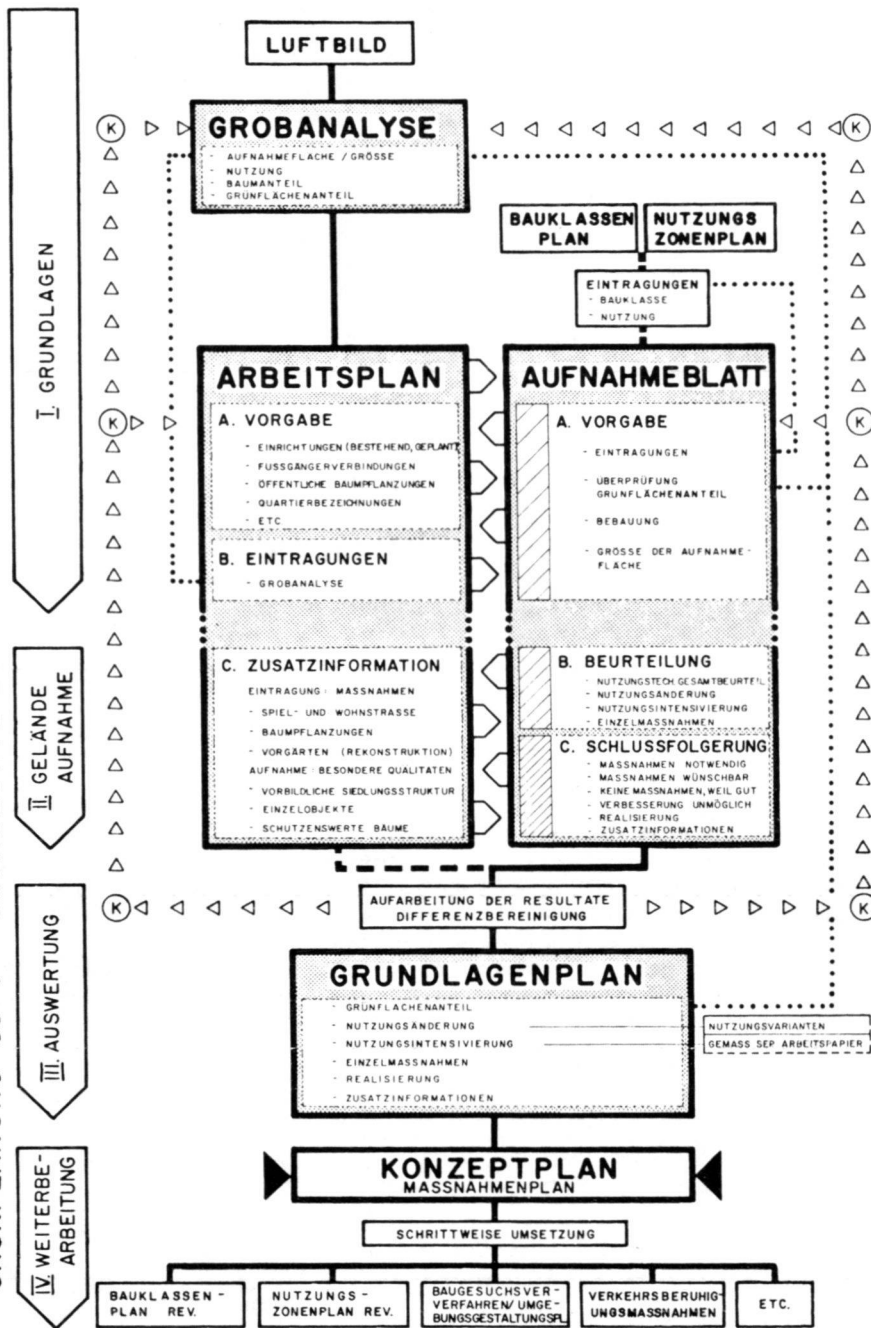 LUFTBILD
K
K
GROBANALYSE
- AUFNAHMEFLÄCHE / GRÖSSE
- NUTZUNG
- BAUMANTEIL
- GRÜNFLÄCHENANTEIL
BAUKLASSEN
PLAN
NUTZUNGS
ZONENPLAN
EINTRAGUNGEN
- BAUKLASSE
- NUTZUNG
I. GRUNDLAGEN
ARBEITSPLAN
A. VORGABE
- EINRICHTUNGEN (BESTEHEND, GEPLANT)
- FUSSGÄNGERVERBINDUNGEN
- ÖFFENTLICHE BAUMPFLANZUNGEN
- QUARTIERBEZEICHNUNGEN
- ETC
B. EINTRAGUNGEN
- GROBANALYSE
AUFNAHMEBLATT
A. VORGABE
- EINTRAGUNGEN
- ÜBERPRÜFUNG
GRÜNFLÄCHENANTEIL
- BEBAUUNG
- GRÖSSE DER AUFNAHME-
FLÄCHE
K
K
II. GELÄNDE
AUFNAHME
C. ZUSATZINFORMATION
EINTRAGUNG: MASSNAHMEN
- SPIEL- UND WOHNSTRASSE
- BAUMPFLANZUNGEN
- VORGÄRTEN (REKONSTRUKTION)
AUFNAHME: BESONDERE QUALITÄTEN
- VORBILDLICHE SIEDLUNGSSTRUKTUR
- EINZELOBJEKTE
- SCHÜTZENSWERTE BÄUME
B. BEURTEILUNG
- NUTZUNGSTECH. GESAMTBEURTEIL
- NUTZUNGSÄNDERUNG
- NUTZUNGSINTENSIVIERUNG
- EINZELMASSNAHMEN
C. SCHLUSSFOLGERUNG
- MASSNAHMEN NOTWENDIG
- MASSNAHMEN WÜNSCHBAR
- KEINE MASSNAHMEN, WEIL GUT
- VERBESSERUNG UNMÖGLICH
- REALISIERUNG
- ZUSATZINFORMATIONEN
K
K
AUFARBEITUNG DER RESULTATE
DIFFERENZBEREINIGUNG
III. AUSWERTUNG
GRUNDLAGENPLAN
- GRÜNFLÄCHENANTEIL
- NUTZUNGSÄNDERUNG
- NUTZUNGSINTENSIVIERUNG
- EINZELMASSNAHMEN
- REALISIERUNG
- ZUSATZINFORMATIONEN
NUTZUNGSVARIANTEN
GEMÄSS SEP ARBEITSPAPIER
IV. WEITERBE-
ARBEITUNG
KONZEPTPLAN
MASSNAHMENPLAN
SCHRITTWEISE UMSETZUNG
BAUKLASSEN-
PLAN REV.
NUTZUNGS-
ZONENPLAN REV.
BAUGESUCHSVER-
VERFAHREN/UMGE-
BUNGSGESTALTUNGSPL.
VERKEHRSBERUHIG-
UNGSMASSNAHMEN
ETC.